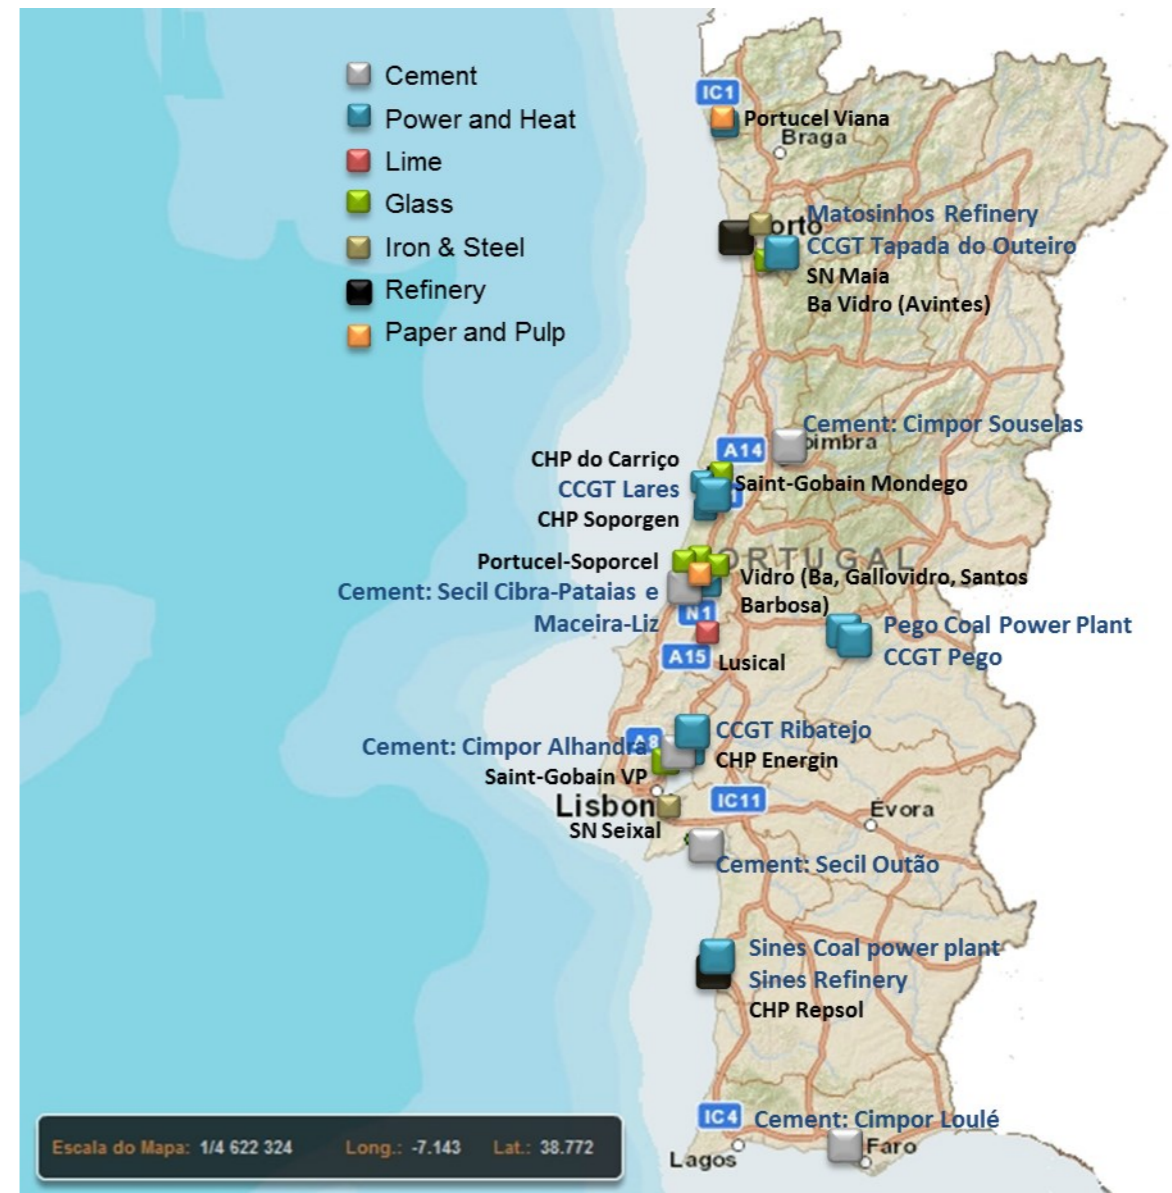 Cement
Power and Heat
Lime
Glass
Iron & Steel
Refinery
Paper and Pulp
IC1
Portucel Viana
Braga
Matosinhos Refinery
orto
CCGT Tapada do Outeiro
SN Maia
Ba Vidro (Avintes)
Cement: Cimpor Souselas
oimbra
A14
CHP do Carriço
Saint-Gobain Mondego
CCGT Lares
CHP Soporgen
ORTUGAL
Portucel-Soporcel
Vidro (Ba, Gallovidro, Santos
Barbosa)
Cement: Secil Cibra-Pataias e
Maceira-Liz
N1
Pego Coal Power Plant
CCGT Pego
A15
Lusical
CCGT Ribatejo
A8
Cement: Cimpor Alhandra
CHP Energin
Saint-Gobain VP
Lisbon
IC11
Évora
SN Seixal
Cement: Secil Outão
Sines Coal power plant
Sines Refinery
CHP Repsol
IC4
Cement: Cimpor Loulé
Lagos
Faro
Escala do Mapa: 1/4 622 324 Long.: -7.143 Lat.: 38.772